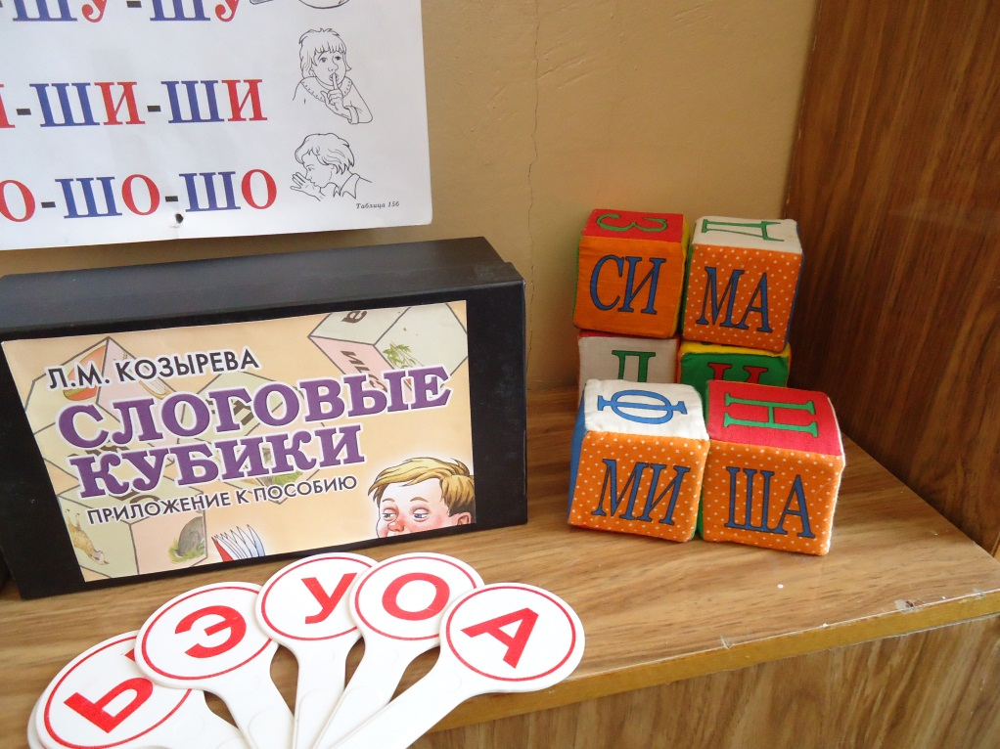 -ШУ-ШУ
-ШИ-ШИ
О-ШО-ШО
Таблица 156
Л.М. КОЗЫРЕВА
СЛОГОВЫЕ
КУБИКИ
ПРИЛОЖЕНИЕ К ПОСОБИЮ
З
СИ
Д
МА
Ф
Н
МИ
ША
Ы
Э
У
О
А